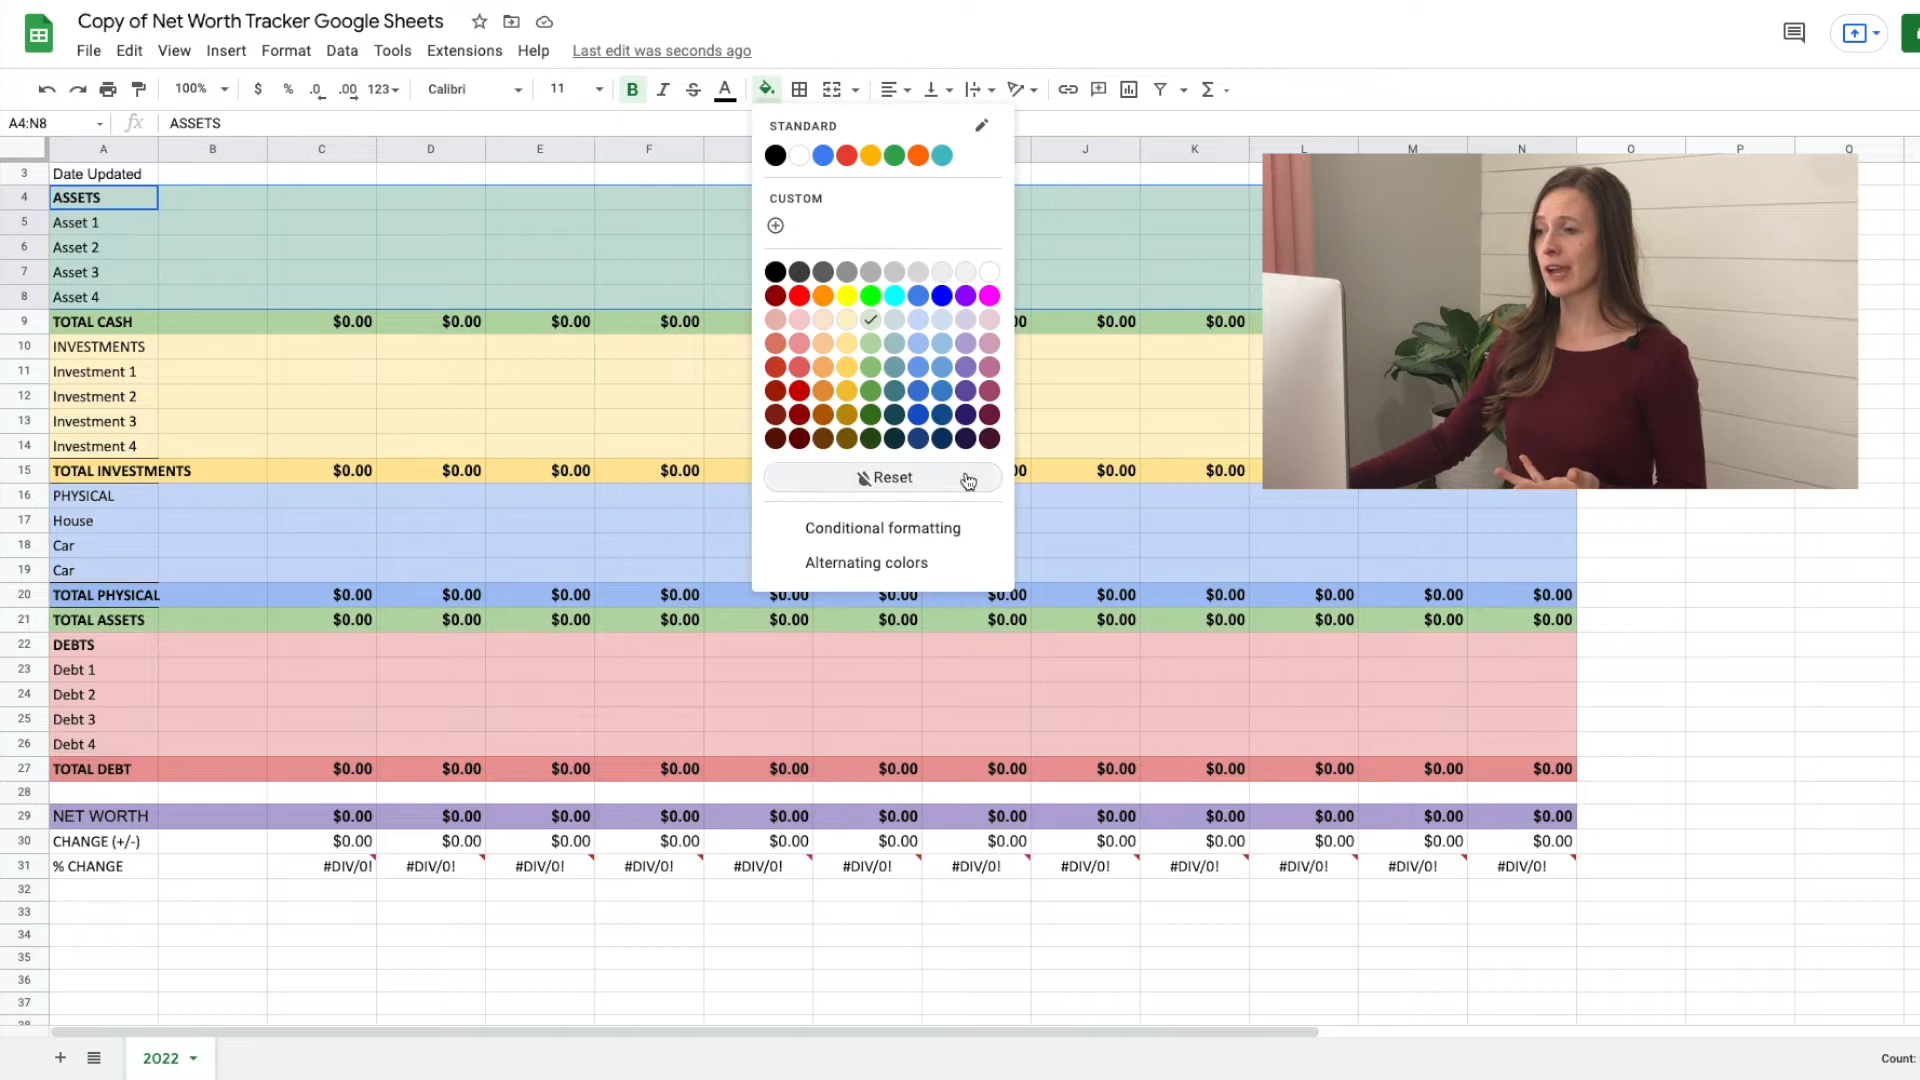 Copy of Net Worth Tracker Google Sheets
File Edit View Insert Format Data Tools Extensions Help Last edit was seconds ago
100% $ % .0 .00 123 Calibri 11 B I S A Σ
A4:N8 fx ASSETS
STANDARD
CUSTOM
Reset
Conditional formatting
Alternating colors
A B C D E F J K L M N O P Q
3 Date Updated
4 ASSETS
5 Asset 1
6 Asset 2
7 Asset 3
8 Asset 4
9 TOTAL CASH $0.00 $0.00 $0.00 $0.00 00 $0.00 $0.00
10 INVESTMENTS
11 Investment 1
12 Investment 2
13 Investment 3
14 Investment 4
15 TOTAL INVESTMENTS $0.00 $0.00 $0.00 $0.00 00 $0.00 $0.00
16 PHYSICAL
17 House
18 Car
19 Car
20 TOTAL PHYSICAL $0.00 $0.00 $0.00 $0.00 $0.00 $0.00 $0.00 $0.00 $0.00 $0.00 $0.00 $0.00
21 TOTAL ASSETS $0.00 $0.00 $0.00 $0.00 $0.00 $0.00 $0.00 $0.00 $0.00 $0.00 $0.00 $0.00
22 DEBTS
23 Debt 1
24 Debt 2
25 Debt 3
26 Debt 4
27 TOTAL DEBT $0.00 $0.00 $0.00 $0.00 $0.00 $0.00 $0.00 $0.00 $0.00 $0.00 $0.00 $0.00
28
29 NET WORTH $0.00 $0.00 $0.00 $0.00 $0.00 $0.00 $0.00 $0.00 $0.00 $0.00 $0.00 $0.00
30 CHANGE (+/-) $0.00 $0.00 $0.00 $0.00 $0.00 $0.00 $0.00 $0.00 $0.00 $0.00 $0.00 $0.00
31 % CHANGE #DIV/0! #DIV/0! #DIV/0! #DIV/0! #DIV/0! #DIV/0! #DIV/0! #DIV/0! #DIV/0! #DIV/0! #DIV/0! #DIV/0!
32
33
34
35
36
37
38
2022
Count: